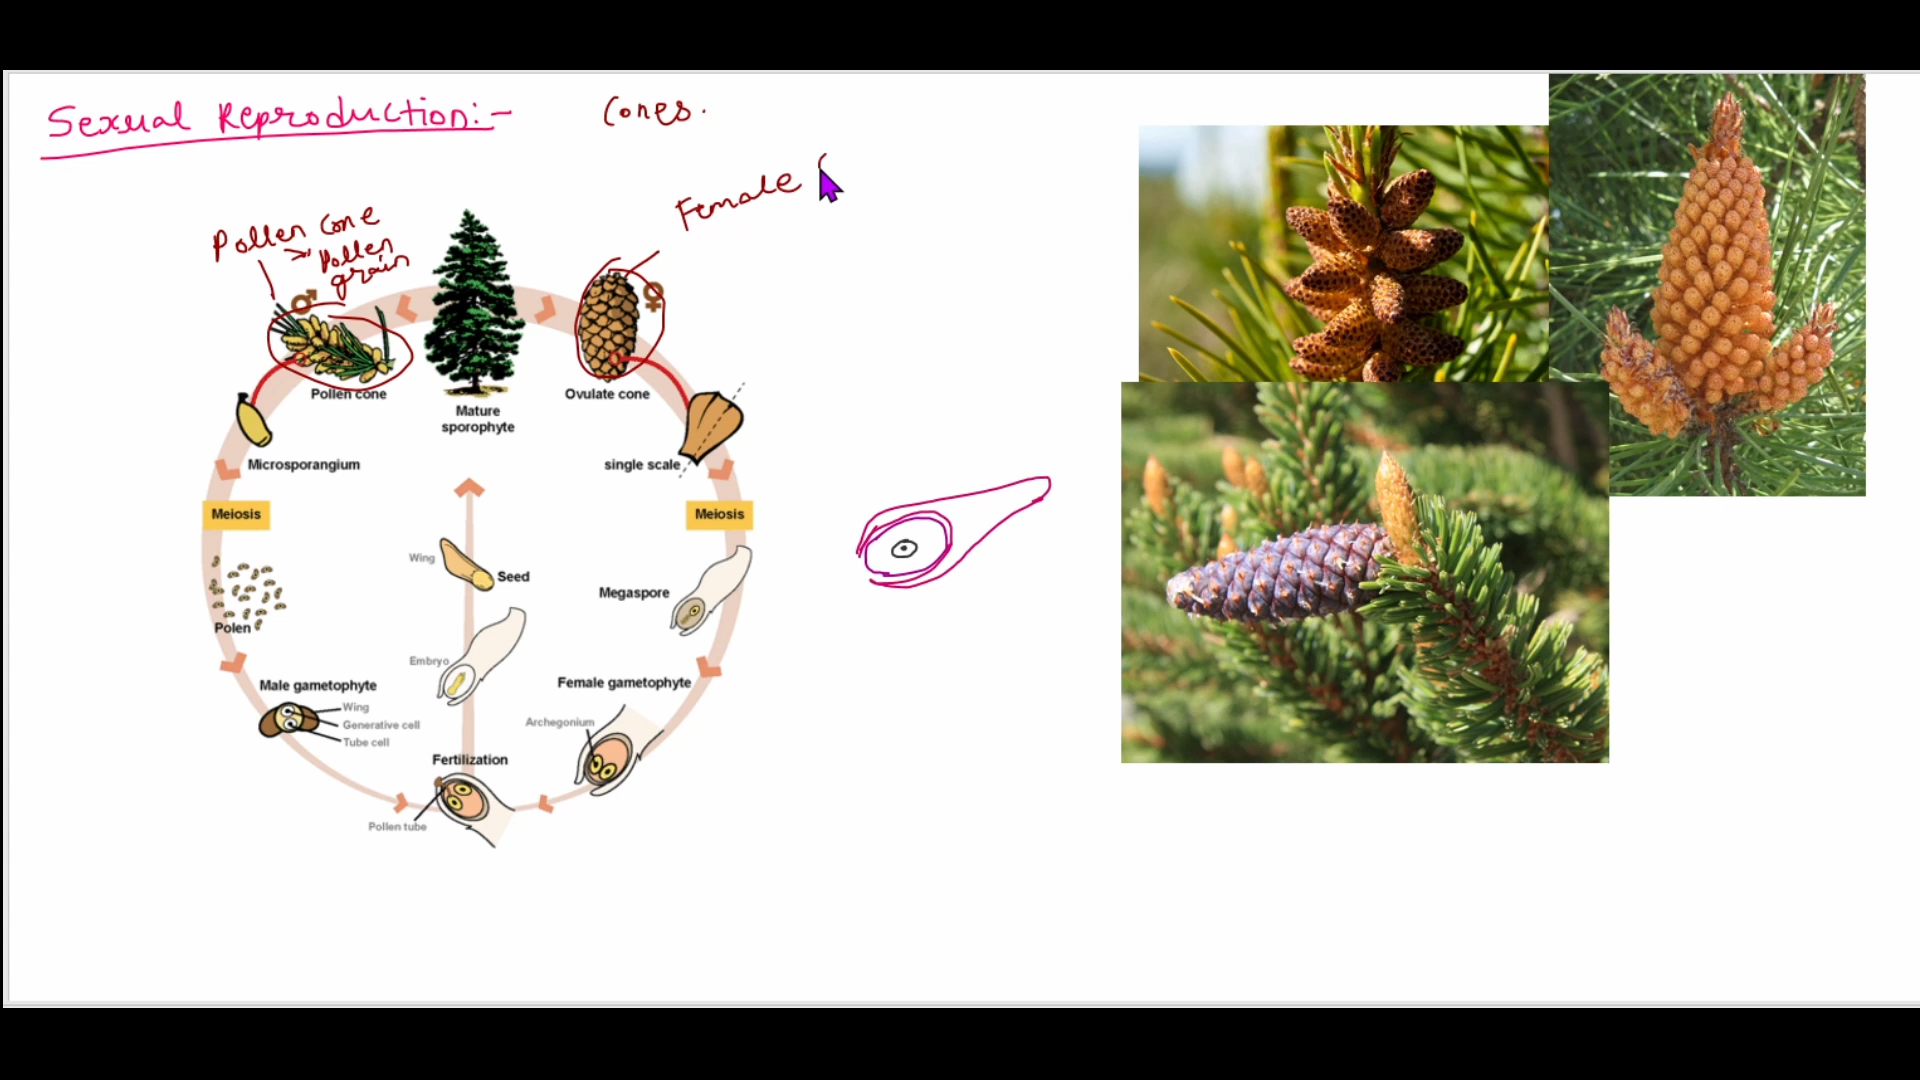 Sexual Reproduction:-
Cones.
Female
Pollen Cone
Pollen
grain
Pollen cone
Mature
sporophyte
Ovulate cone
Microsporangium
single scale
Meiosis
Meiosis
Wing
Seed
Megaspore
Polen
Embryo
Male gametophyte
Wing
Generative cell
Tube cell
Female gametophyte
Archegonium
Fertilization
Pollen tube